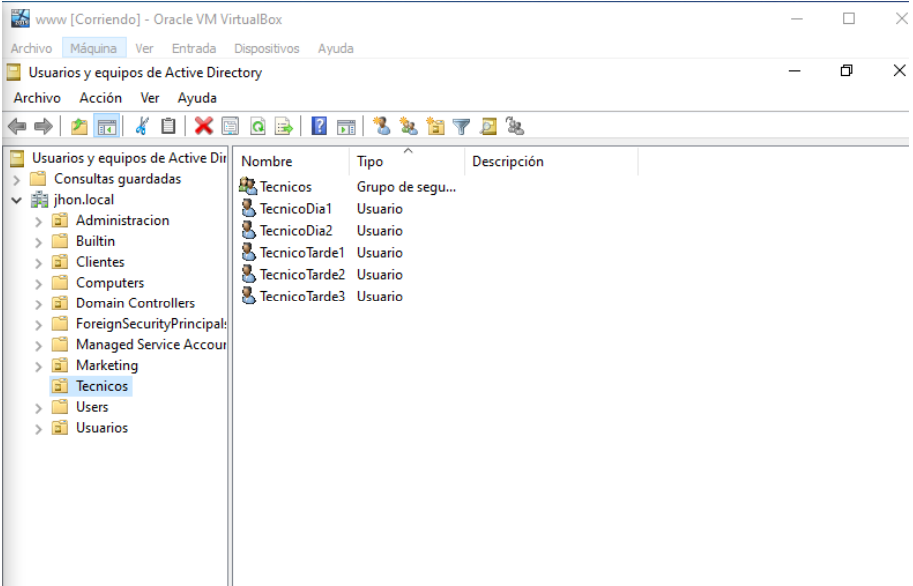 www [Corriendo] - Oracle VM VirtualBox
Archivo Máquina Ver Entrada Dispositivos Ayuda
Usuarios y equipos de Active Directory
Archivo Acción Ver Ayuda
Usuarios y equipos de Active Dir
Consultas guardadas
jhon.local
Administracion
Builtin
Clientes
Computers
Domain Controllers
ForeignSecurityPrincipals
Managed Service Accour
Marketing
Tecnicos
Users
Usuarios
Nombre Tipo Descripción
Tecnicos Grupo de segu...
TecnicoDia1 Usuario
TecnicoDia2 Usuario
TecnicoTarde1 Usuario
TecnicoTarde2 Usuario
TecnicoTarde3 Usuario